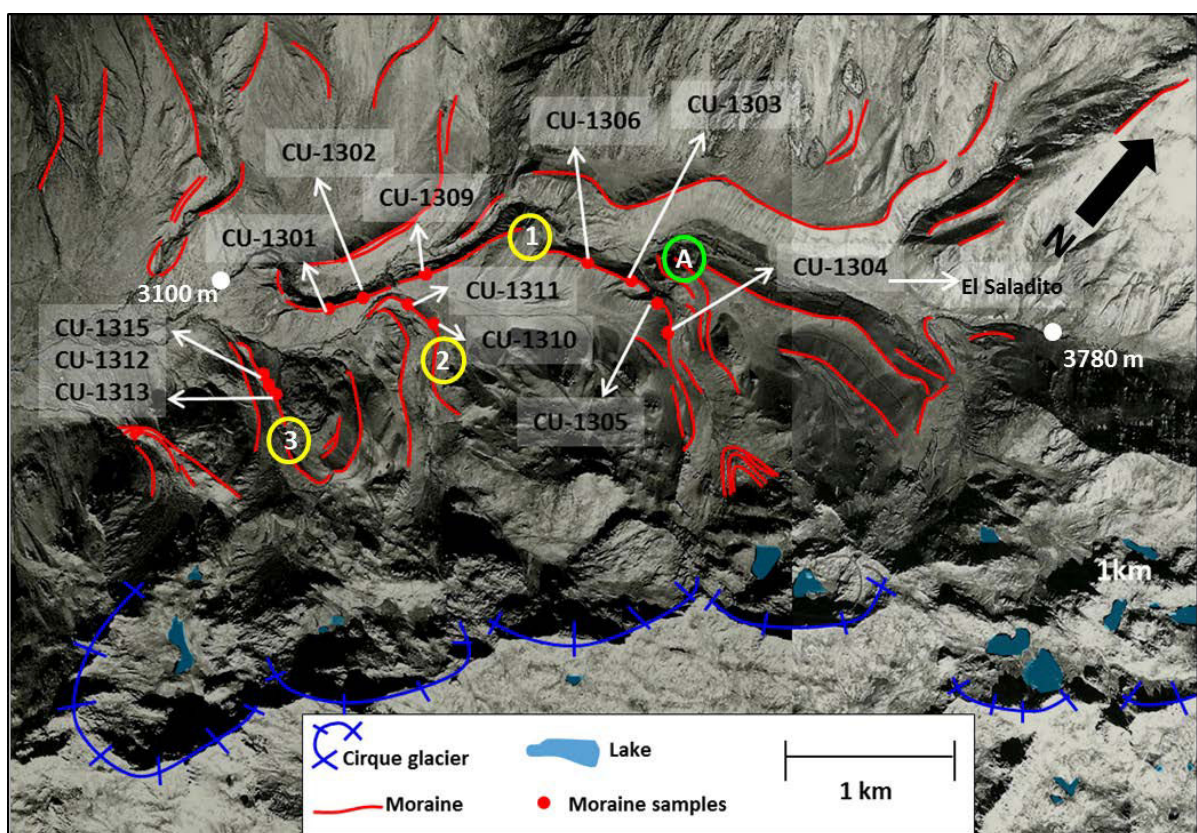 CU-1306
CU-1303
CU-1302
CU-1309
CU-1301
1
A
CU-1304
El Saladito
N
3100 m
CU-1311
CU-1315
CU-1312
CU-1313
CU-1310
2
3780 m
CU-1305
3
1km
Cirque glacier
Lake
Moraine
Moraine samples
1 km